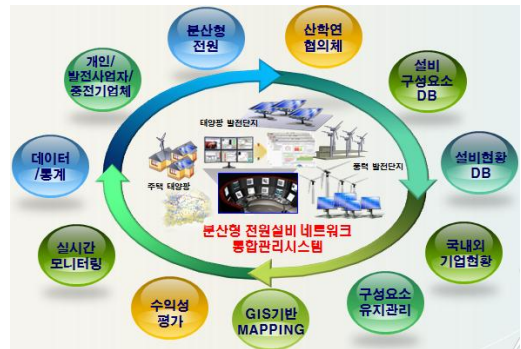 분산형
전원
산학연
협의체
설비
구성요소
DB
설비현황
DB
국내외
기업현황
구성요소
유지관리
GIS기반
MAPPING
수익성
평가
실시간
모니터링
데이터
/통계
개인/
발전사업자/
중전기업체
태양광 발전단지
풍력 발전단지
주택 태양광
분산형 전원설비 네트워크
통합관리시스템